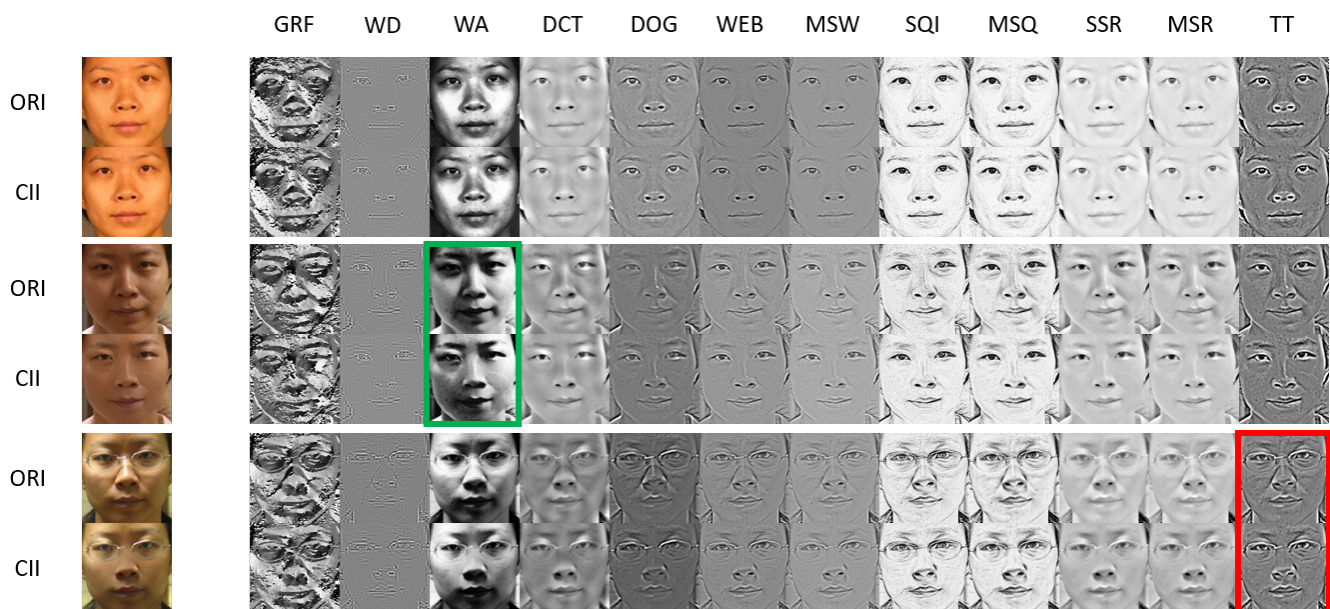 GRF WD WA DCT DOG WEB MSW SQI MSQ SSR MSR TT
ORI
CII
ORI
CII
ORI
CII